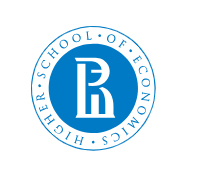 HIGHER · SCHOOL · OF · ECONOMICS ·